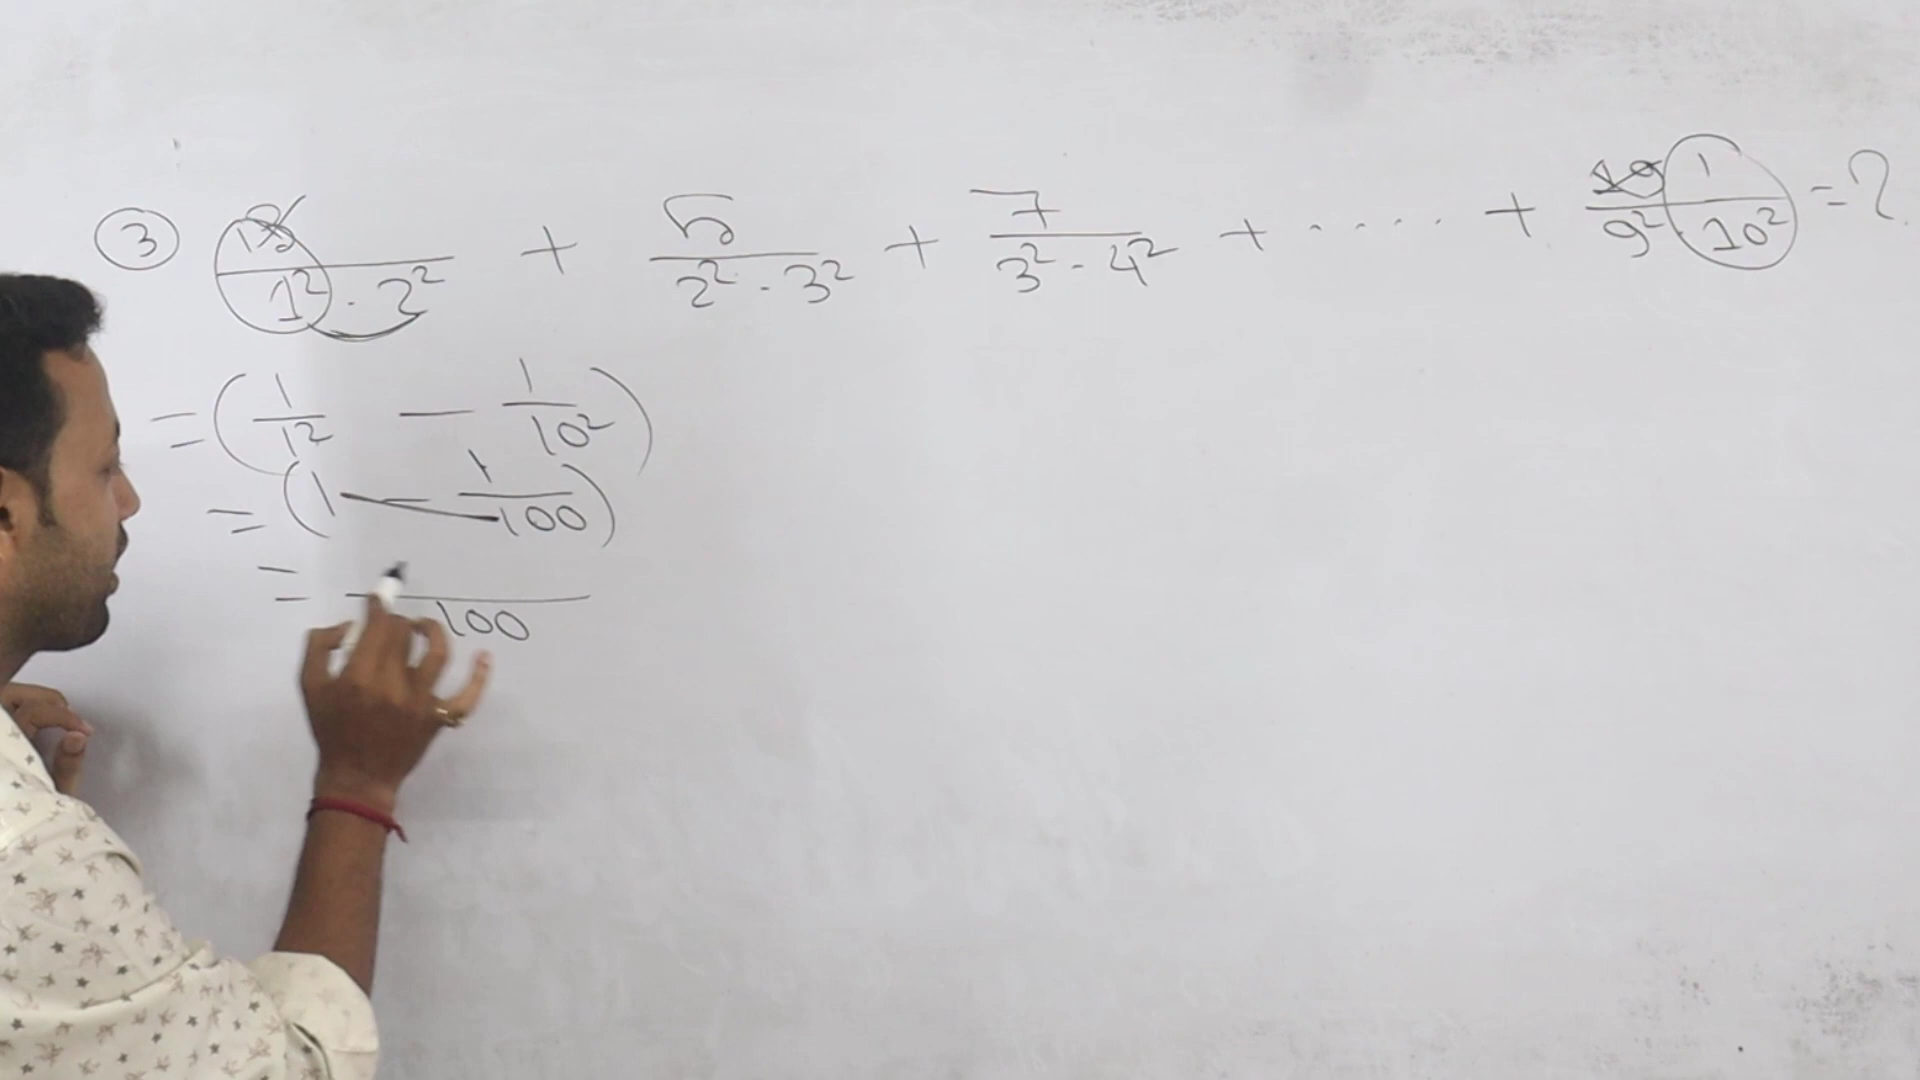 ③ 3/1²·2² + 5/2²·3² + 7/3²·4² + ..... + 19/9²·10² 1 = ?
= (1/1² - 1/10²)
= (1 - 1/100)
= /100